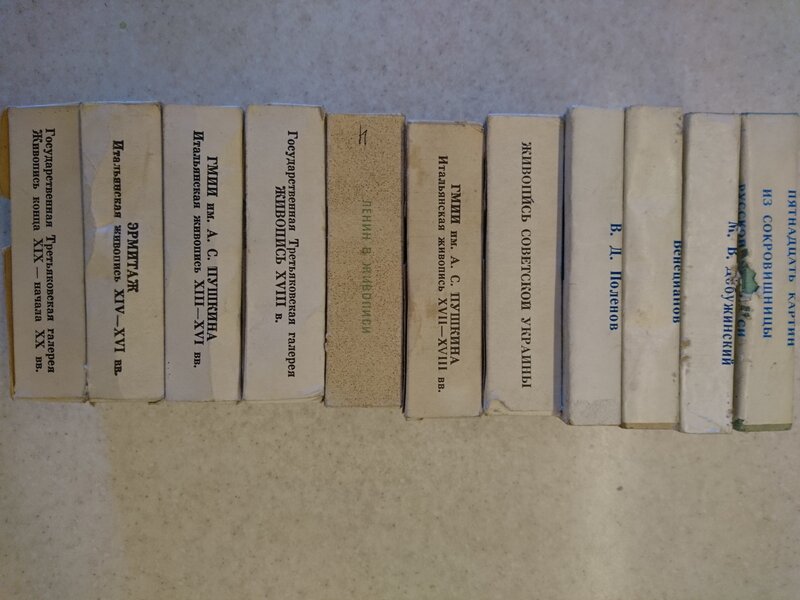 Государственная Третьяковская галерея
Живопись конца XIX — начала XX вв.
ЭРМИТАЖ
Итальянская живопись XIV—XVI вв.
ГМИИ им. А. С. ПУШКИНА
Итальянская живопись XIII—XVI вв.
Государственная Третьяковская галерея
ЖИВОПИСЬ XVIII в.
ЛЕНИН В ЖИВОПИСИ
ГМИИ им. А. С. ПУШКИНА
Итальянская живопись XVII—XVIII вв.
ЖИВОПИСЬ СОВЕТСКОЙ УКРАИНЫ
В. Д. Поленов
Венецианов
М. В. Добужинский
ПЯТНАДЦАТЬ КАРТИН
ИЗ СОКРОВИЩНИЦЫ
РУССКОЙ